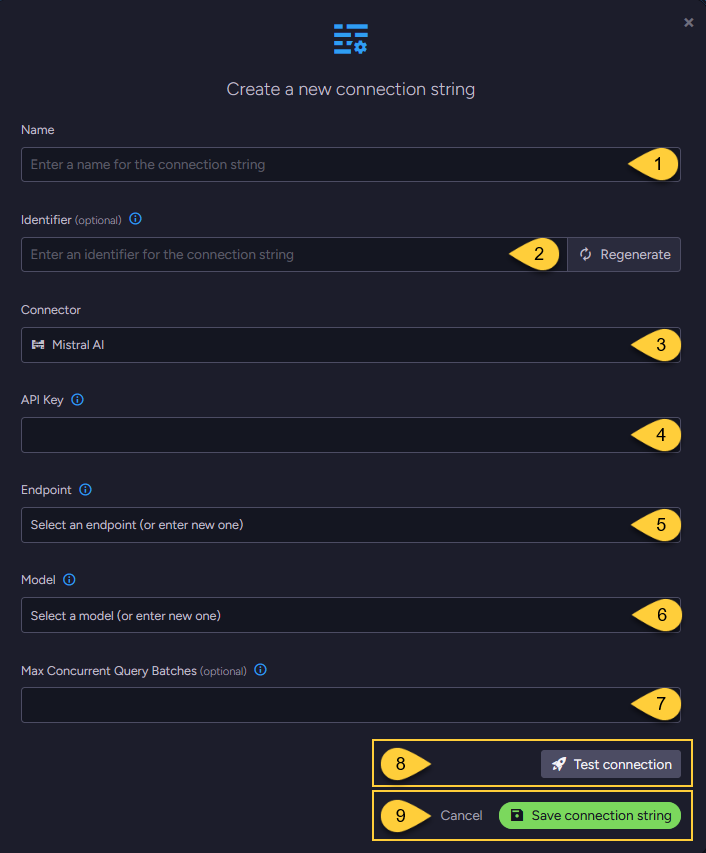 ×
Create a new connection string
Name
Enter a name for the connection string 1
Identifier (optional)
Enter an identifier for the connection string 2 Regenerate
Connector
Mistral AI 3
API Key
4
Endpoint
Select an endpoint (or enter new one) 5
Model
Select a model (or enter new one) 6
Max Concurrent Query Batches (optional)
7
8 Test connection
9 Cancel Save connection string